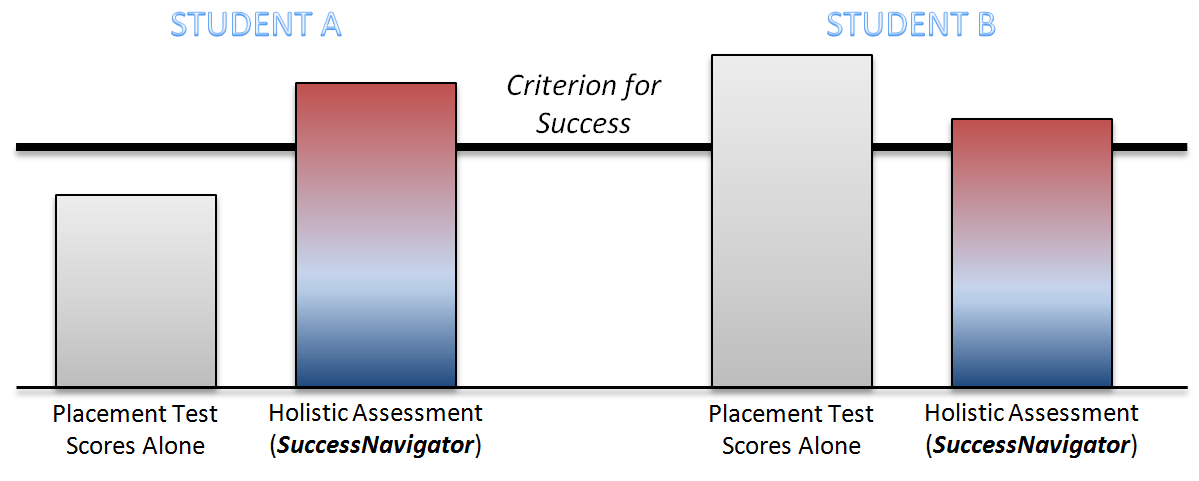 STUDENT A
STUDENT B
Criterion for
Success
Placement Test
Scores Alone
Holistic Assessment
(SuccessNavigator)
Placement Test
Scores Alone
Holistic Assessment
(SuccessNavigator)